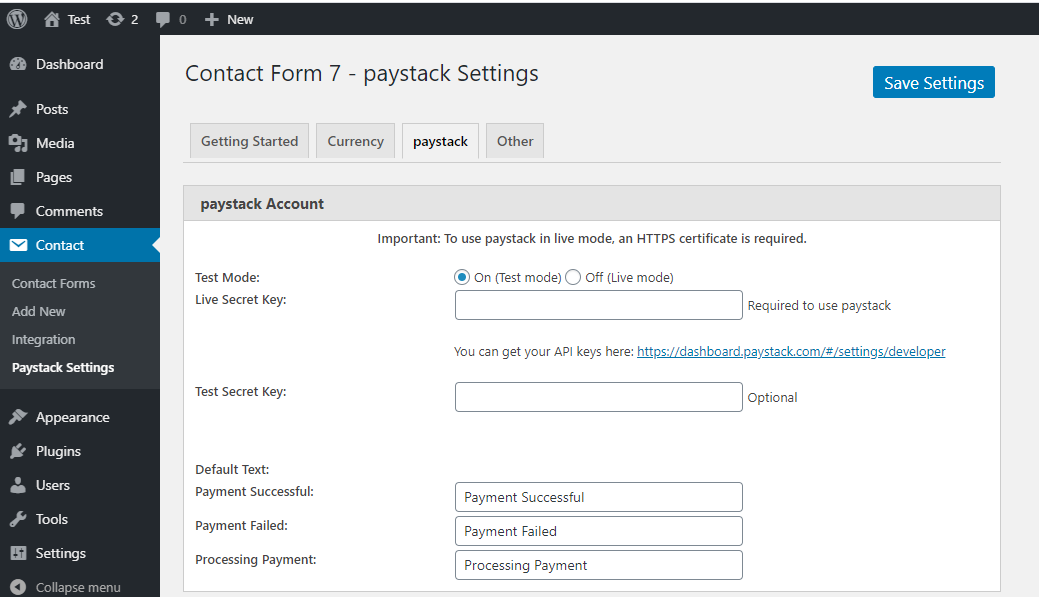 Test 2 0 New
Dashboard
Posts
Media
Pages
Comments
Contact
Contact Forms
Add New
Integration
Paystack Settings
Appearance
Plugins
Users
Tools
Settings
Collapse menu
Contact Form 7 - paystack Settings
Save Settings
Getting Started Currency paystack Other
paystack Account
Important: To use paystack in live mode, an HTTPS certificate is required.
Test Mode: On (Test mode) Off (Live mode)
Live Secret Key: Required to use paystack
You can get your API keys here: https://dashboard.paystack.com/#/settings/developer
Test Secret Key: Optional
Default Text:
Payment Successful: Payment Successful
Payment Failed: Payment Failed
Processing Payment: Processing Payment